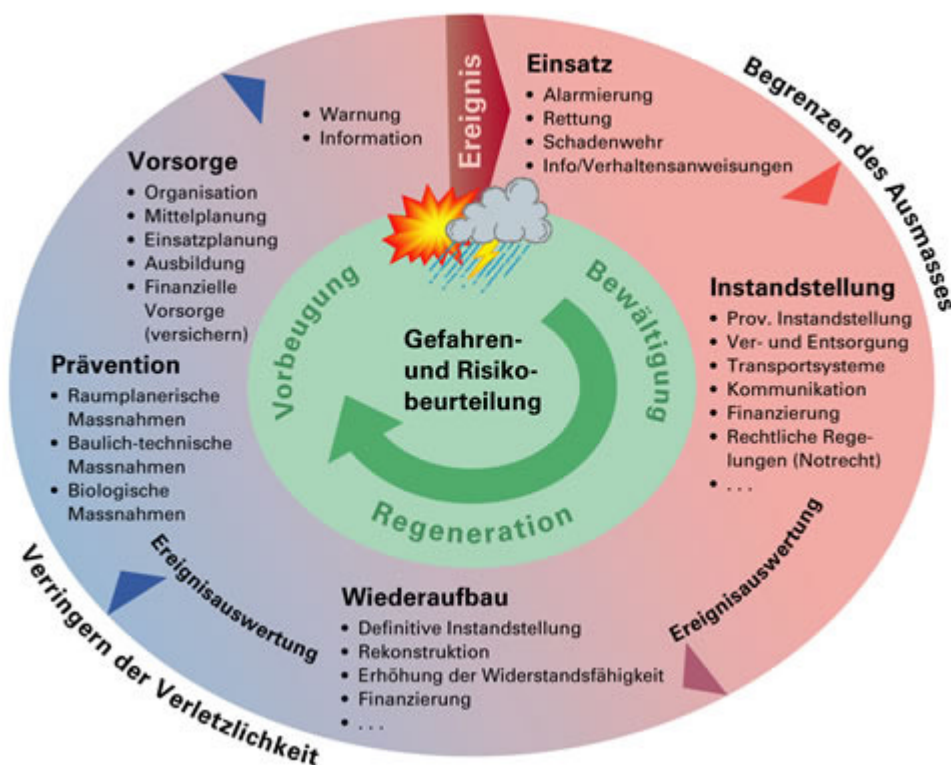 Ereignis
Einsatz
• Alarmierung
• Rettung
• Schadenwehr
• Info/Verhaltensanweisungen
Begrenzen des Ausmasses
• Warnung
• Information
Vorsorge
• Organisation
• Mittelplanung
• Einsatzplanung
• Ausbildung
• Finanzielle
Vorsorge
(versichern)
Prävention
• Raumplanerische
Massnahmen
• Baulich-technische
Massnahmen
• Biologische
Massnahmen
Vorbeugung
Bewältigung
Regeneration
Gefahren-
und Risiko-
beurteilung
Instandstellung
• Prov. Instandstellung
• Ver- und Entsorgung
• Transportsysteme
• Kommunikation
• Finanzierung
• Rechtliche Rege-
lungen (Notrecht)
• . . .
Ereignisauswertung
Wiederaufbau
• Definitive Instandstellung
• Rekonstruktion
• Erhöhung der Widerstandsfähigkeit
• Finanzierung
• . . .
Ereignisauswertung
Verringern der Verletzlichkeit